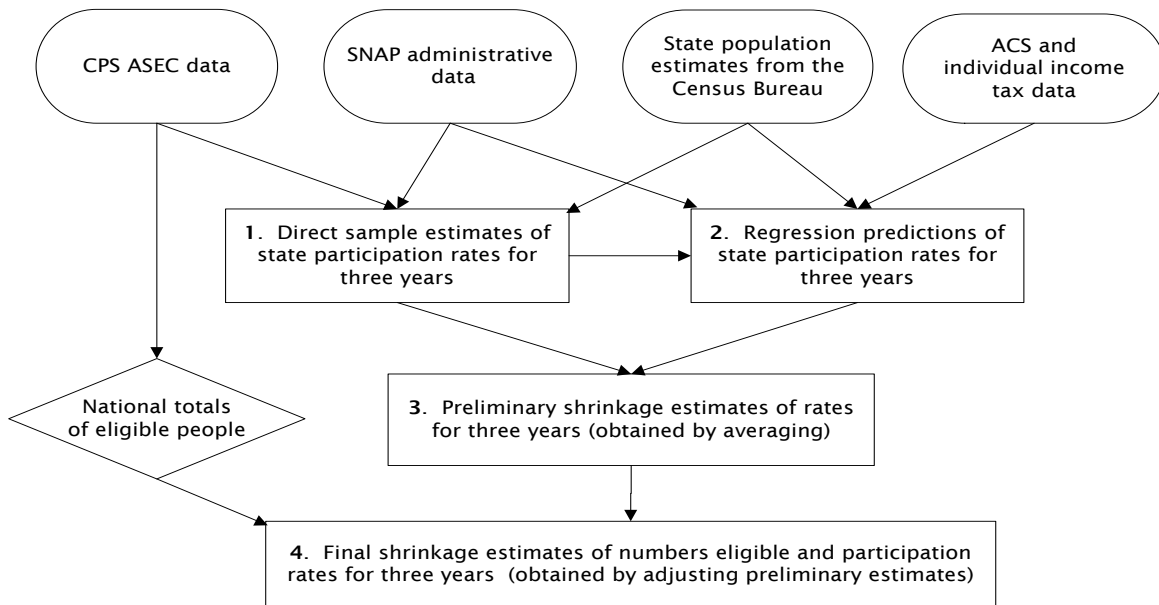 CPS ASEC data
SNAP administrative
data
State population
estimates from the
Census Bureau
ACS and
individual income
tax data
1. Direct sample estimates of
state participation rates for
three years
2. Regression predictions of
state participation rates for
three years
National totals
of eligible people
3. Preliminary shrinkage estimates of rates
for three years (obtained by averaging)
4. Final shrinkage estimates of numbers eligible and participation
rates for three years (obtained by adjusting preliminary estimates)